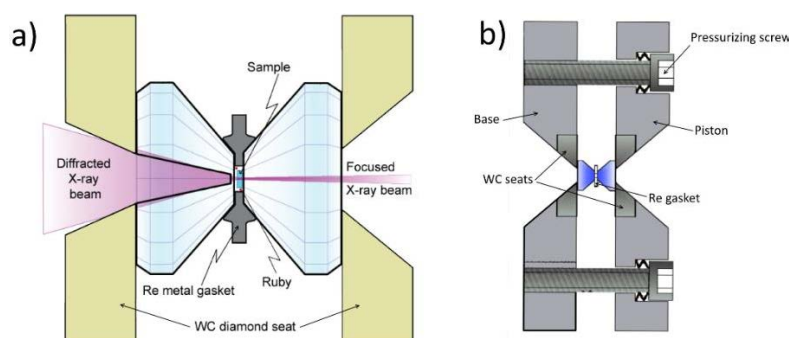 a)
Sample
Diffracted
X-ray
beam
Focused
X-ray beam
Re metal gasket
Ruby
WC diamond seat
b)
Pressurizing screw
Base
Piston
WC seats
Re gasket